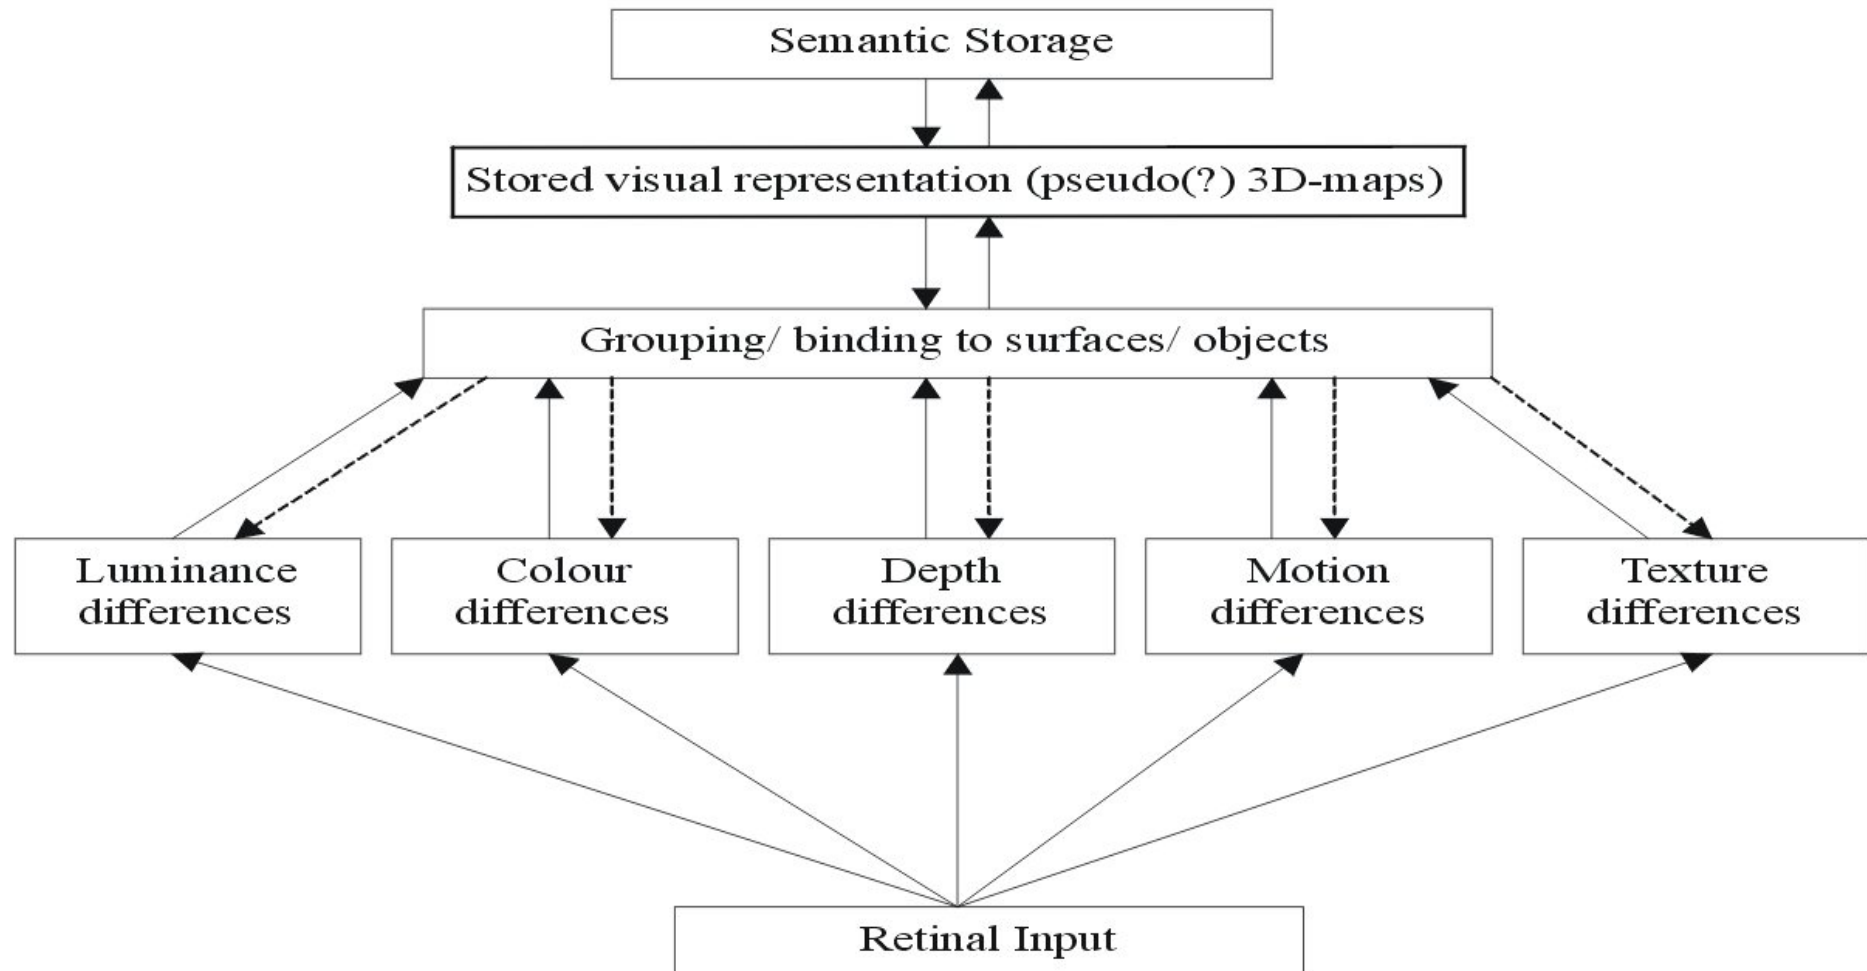 Semantic Storage
Stored visual representation (pseudo(?) 3D-maps)
Grouping/ binding to surfaces/ objects
Luminance
differences
Colour
differences
Depth
differences
Motion
differences
Texture
differences
Retinal Input